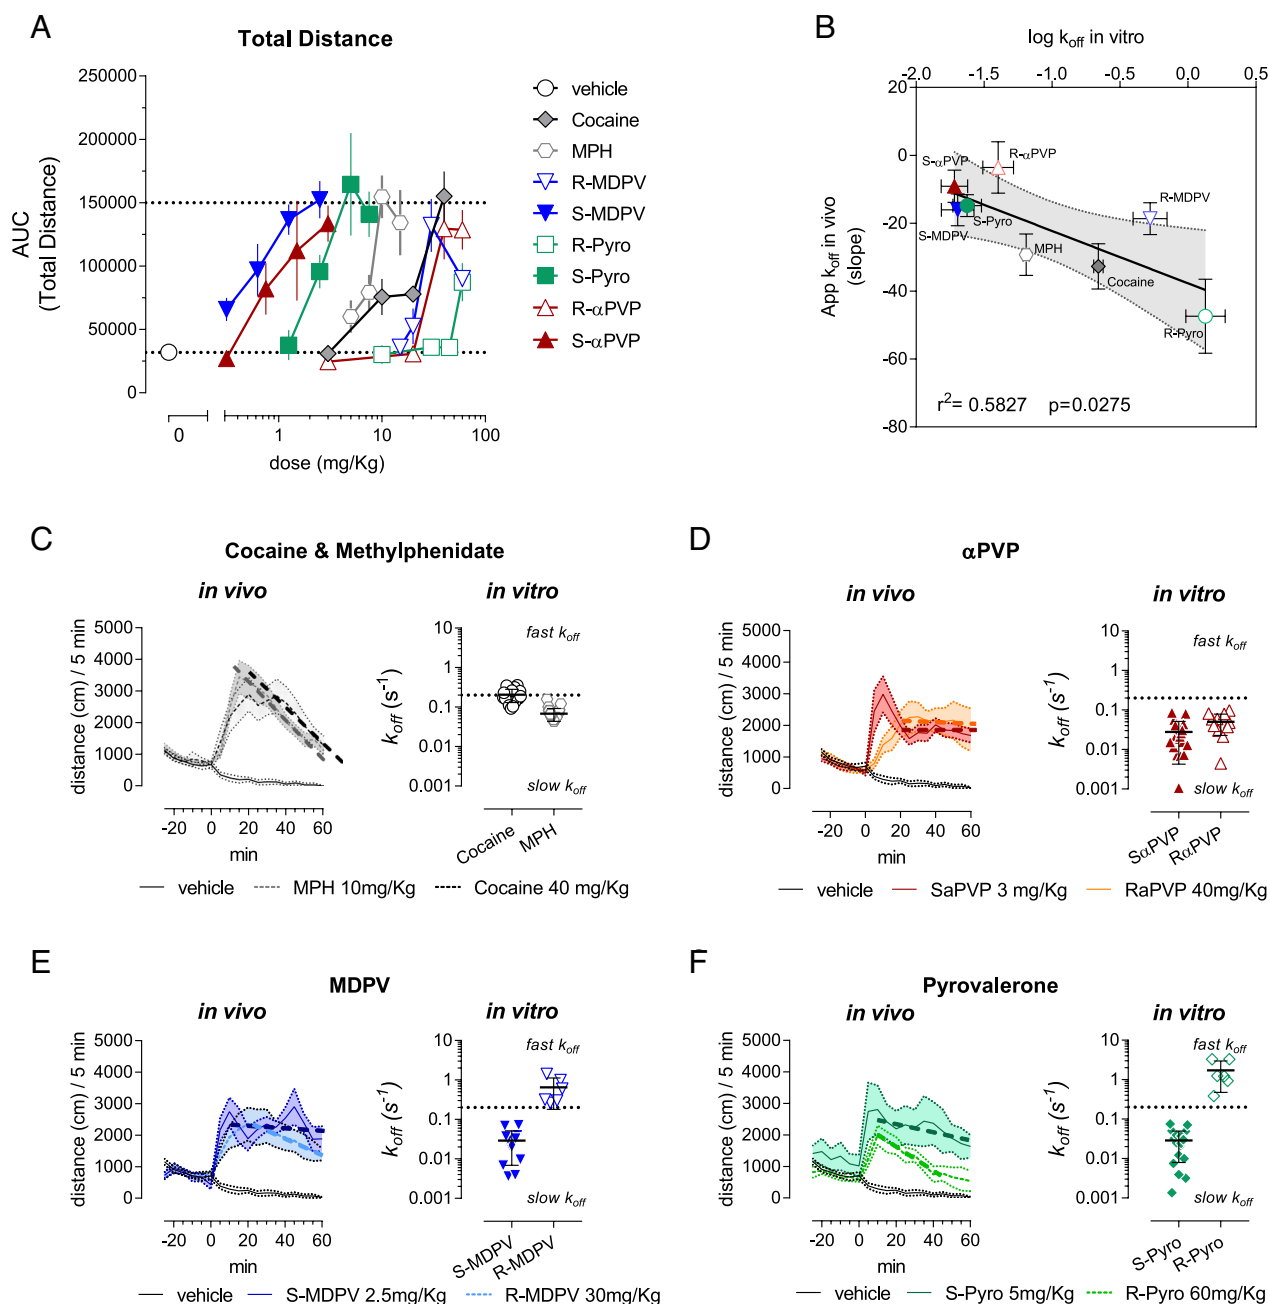 A
Total Distance
AUC
(Total Distance)
250000
200000
150000
100000
50000
0
0
1
10
100
dose (mg/Kg)
vehicle
Cocaine
MPH
R-MDPV
S-MDPV
R-Pyro
S-Pyro
R-αPVP
S-αPVP
B
log koff in vitro
-2.0 -1.5 -1.0 -0.5 0.0 0.5
App koff in vivo
(slope)
20
0
-20
-40
-60
-80
S-αPVP
R-αPVP
S-MDPV
S-Pyro
MPH
R-MDPV
Cocaine
R-Pyro
r2= 0.5827 p=0.0275
C
Cocaine & Methylphenidate
in vivo
distance (cm) / 5 min
5000
4000
3000
2000
1000
0
-20 0 20 40 60
min
in vitro
koff (s-1)
10
1
0.1
0.01
0.001
fast koff
slow koff
Cocaine
MPH
vehicle MPH 10mg/Kg Cocaine 40 mg/Kg
D
αPVP
in vivo
distance (cm) / 5 min
5000
4000
3000
2000
1000
0
-20 0 20 40 60
min
in vitro
koff (s-1)
10
1
0.1
0.01
0.001
fast koff
slow koff
SαPVP
RαPVP
vehicle SaPVP 3 mg/Kg RaPVP 40mg/Kg
E
MDPV
in vivo
distance (cm) / 5 min
5000
4000
3000
2000
1000
0
-20 0 20 40 60
min
in vitro
koff (s-1)
10
1
0.1
0.01
0.001
fast koff
slow koff
S-MDPV
R-MDPV
vehicle S-MDPV 2.5mg/Kg R-MDPV 30mg/Kg
F
Pyrovalerone
in vivo
distance (cm) / 5 min
5000
4000
3000
2000
1000
0
-20 0 20 40 60
min
in vitro
koff (s-1)
10
1
0.1
0.01
0.001
fast koff
slow koff
S-Pyro
R-Pyro
vehicle S-Pyro 5mg/Kg R-Pyro 60mg/Kg